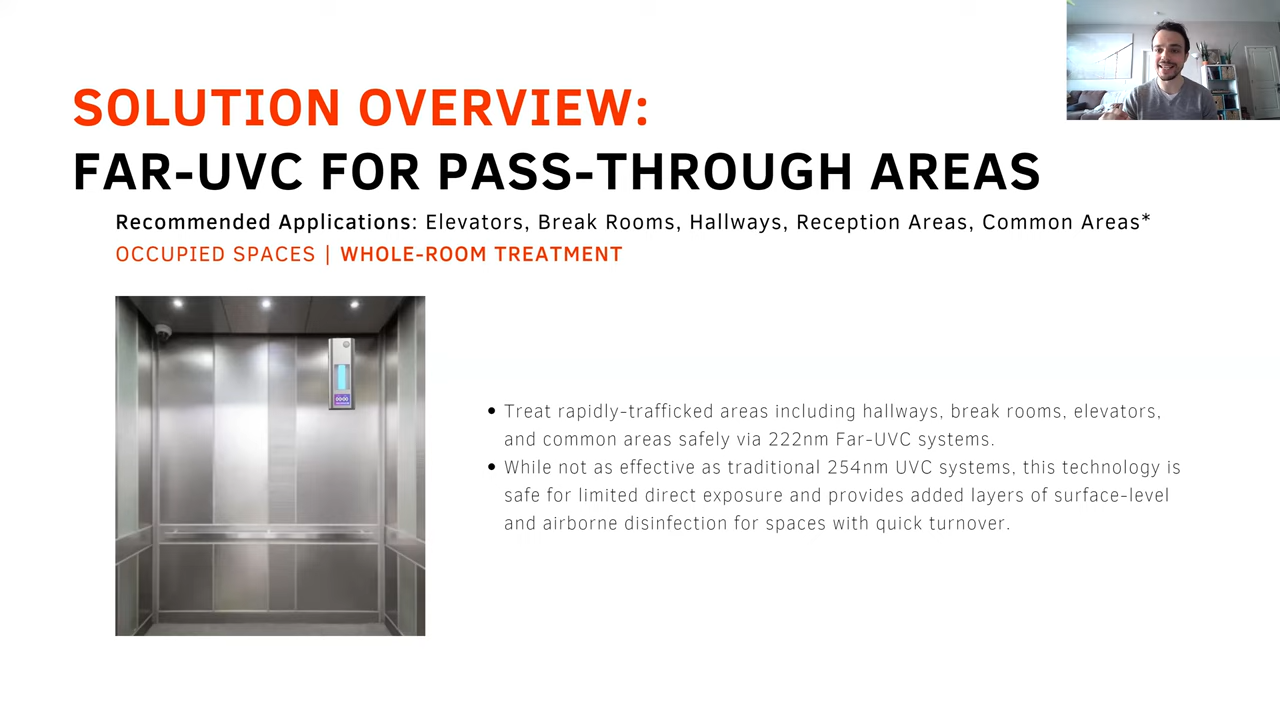 SOLUTION OVERVIEW:
FAR-UVC FOR PASS-THROUGH AREAS
Recommended Applications: Elevators, Break Rooms, Hallways, Reception Areas, Common Areas*
OCCUPIED SPACES | WHOLE-ROOM TREATMENT
• Treat rapidly-trafficked areas including hallways, break rooms, elevators,
and common areas safely via 222nm Far-UVC systems.
• While not as effective as traditional 254nm UVC systems, this technology is
safe for limited direct exposure and provides added layers of surface-level
and airborne disinfection for spaces with quick turnover.